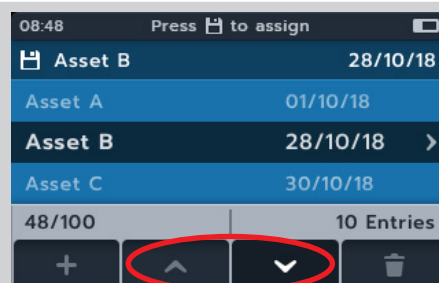 08:48 Press to assign
Asset B 28/10/18
Asset A 01/10/18
Asset B 28/10/18
Asset C 30/10/18
48/100 10 Entries